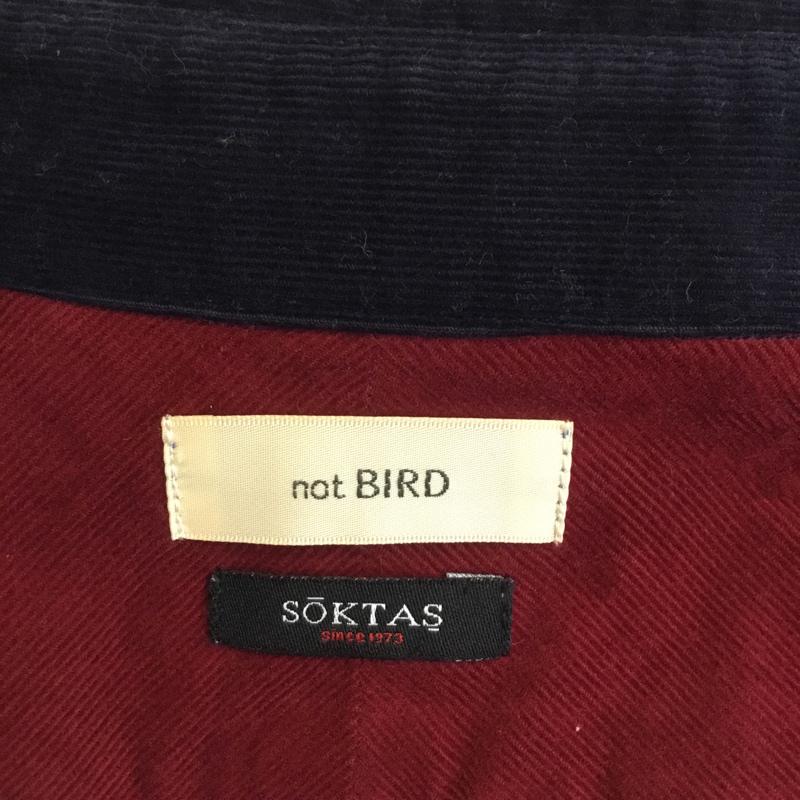 not BIRD
SŌKTAŞ
since 1973